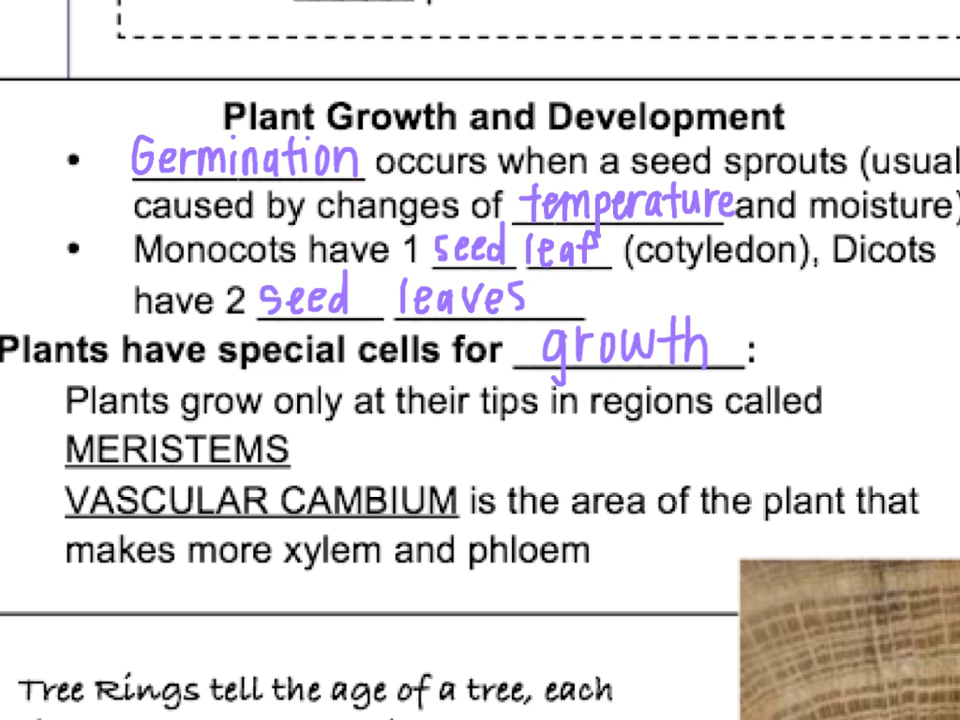 Plant Growth and Development
• Germination occurs when a seed sprouts (usual
caused by changes of temperature and moisture)
• Monocots have 1 seed leaf (cotyledon), Dicots
have 2 seed leaves
Plants have special cells for growth:
Plants grow only at their tips in regions called
MERISTEMS
VASCULAR CAMBIUM is the area of the plant that
makes more xylem and phloem
Tree Rings tell the age of a tree, each